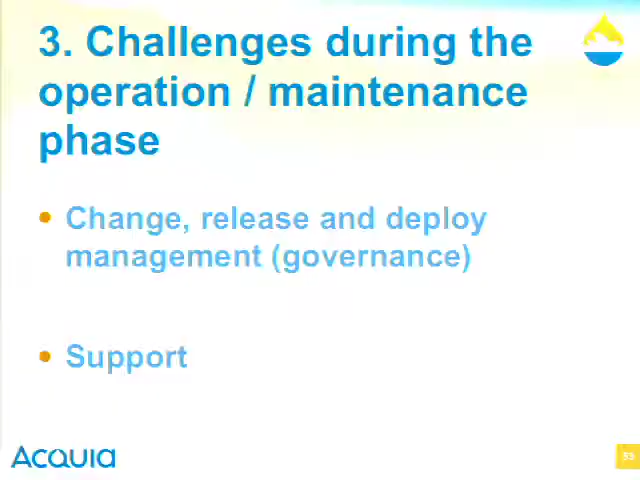 3. Challenges during the
operation / maintenance
phase
• Change, release and deploy
management (governance)
• Support
Acquia